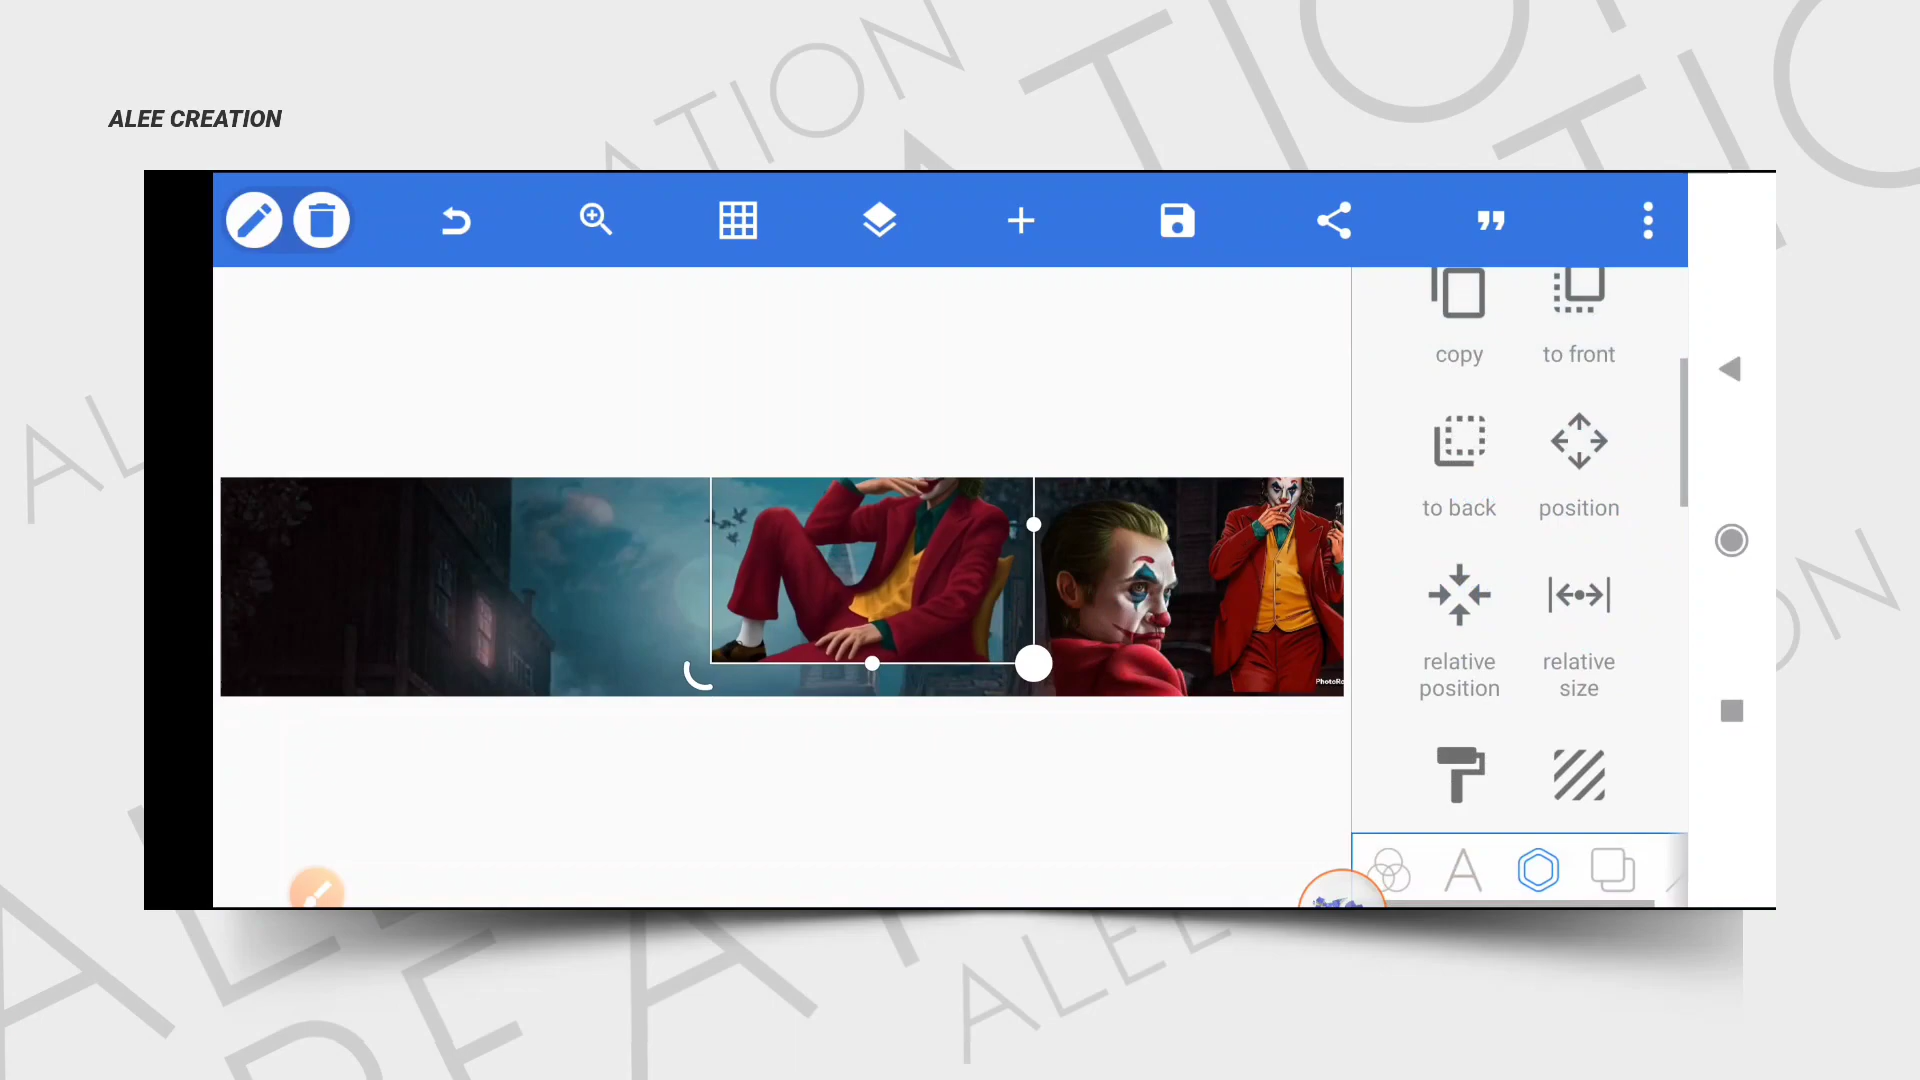 ALEE CREATION
copy
to front
to back
position
relative
position
relative
size